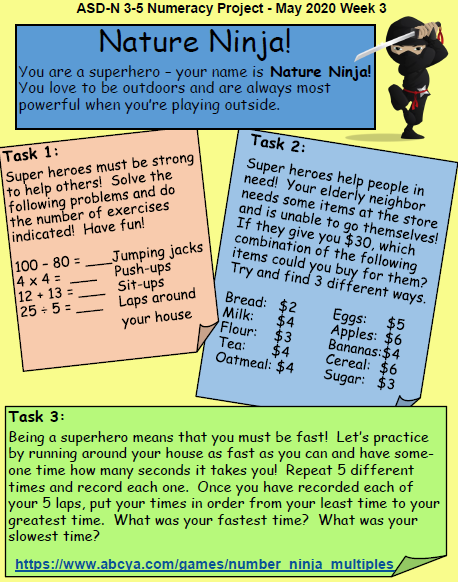 ASD-N 3-5 Numeracy Project - May 2020 Week 3
Nature Ninja!
You are a superhero – your name is Nature Ninja!
You love to be outdoors and are always most
powerful when you're playing outside.
Task 1:
Super heroes must be strong
to help others! Solve the
following problems and do
the number of exercises
indicated! Have fun!
100 – 80 = ____Jumping jacks
4 x 4 = ____ Push-ups
12 + 13 = ____ Sit-ups
25 ÷ 5 = ____ Laps around
your house
Task 2:
Super heroes help people in
need! Your elderly neighbor
needs some items at the store
and is unable to go themselves!
If they give you $30, which
combination of the following
items could you buy for them?
Try and find 3 different ways.
Bread: $2
Milk: $4
Flour: $3
Tea: $4
Oatmeal: $4
Eggs: $5
Apples: $6
Bananas:$4
Cereal: $6
Sugar: $3
Task 3:
Being a superhero means that you must be fast! Let's practice
by running around your house as fast as you can and have some-
one time how many seconds it takes you! Repeat 5 different
times and record each one. Once you have recorded each of
your 5 laps, put your times in order from your least time to your
greatest time. What was your fastest time? What was your
slowest time?
https://www.abcya.com/games/number_ninja_multiples